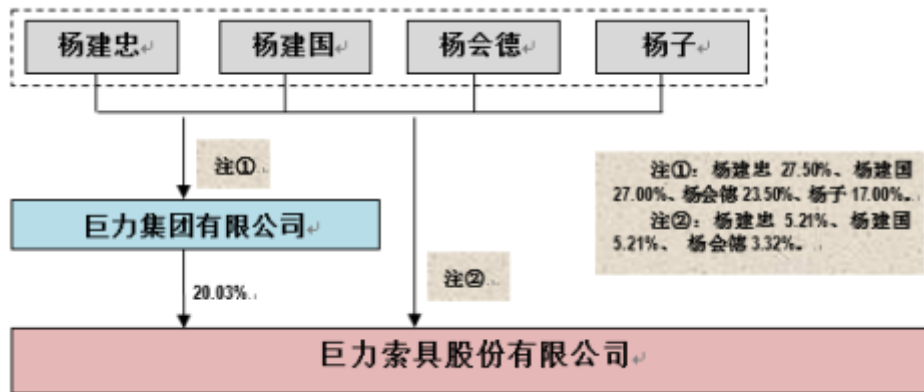 杨建忠
杨建国
杨会德
杨子
注①
注①：杨建忠 27.50%、杨建国
27.00%、杨会德 23.50%、杨子 17.00%。
注②：杨建忠 5.21%、杨建国
5.21%、 杨会德 3.32%。
巨力集团有限公司
20.03%
注②
巨力索具股份有限公司